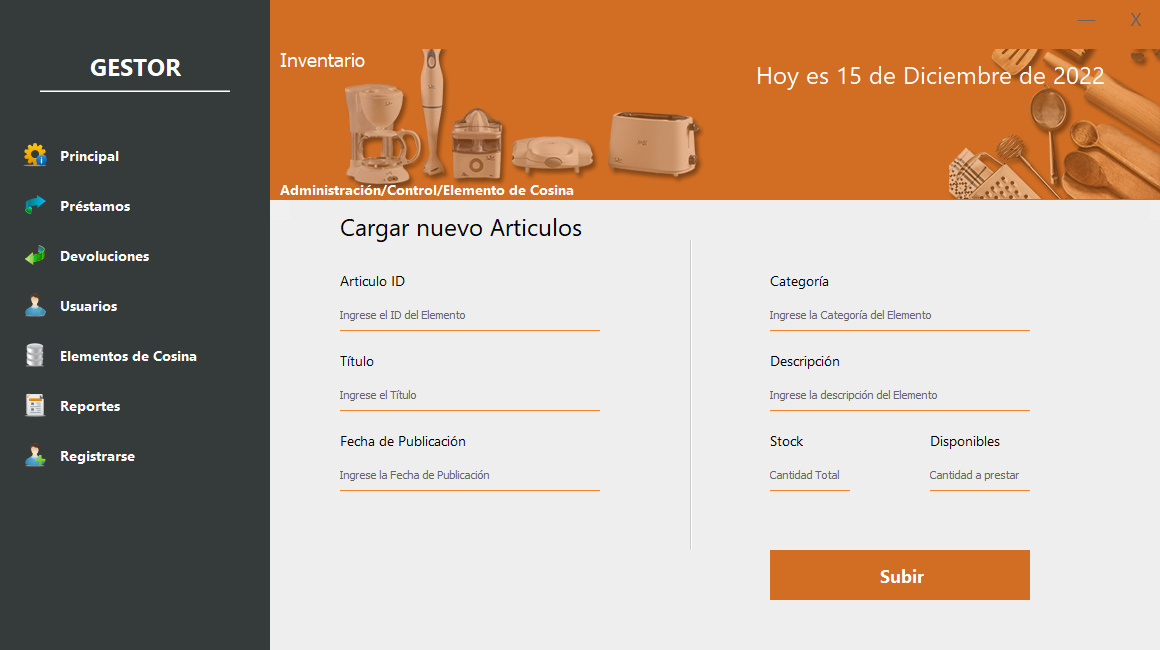 GESTOR
Principal
Préstamos
Devoluciones
Usuarios
Elementos de Cosina
Reportes
Registrarse
X
Inventario
Hoy es 15 de Diciembre de 2022
Administración/Control/Elemento de Cosina
Cargar nuevo Articulos
Articulo ID
Ingrese el ID del Elemento
Título
Ingrese el Título
Fecha de Publicación
Ingrese la Fecha de Publicación
Categoría
Ingrese la Categoría del Elemento
Descripción
Ingrese la descripción del Elemento
Stock Disponibles
Cantidad Total Cantidad a prestar
Subir